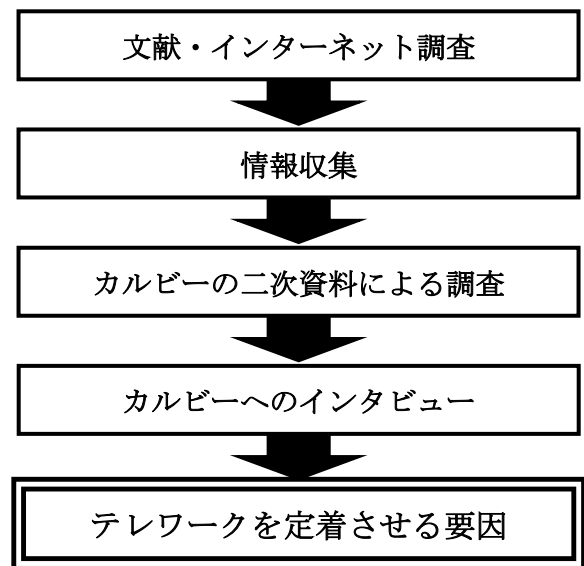 文献・インターネット調査
情報収集
カルビーの二次資料による調査
カルビーへのインタビュー
テレワークを定着させる要因